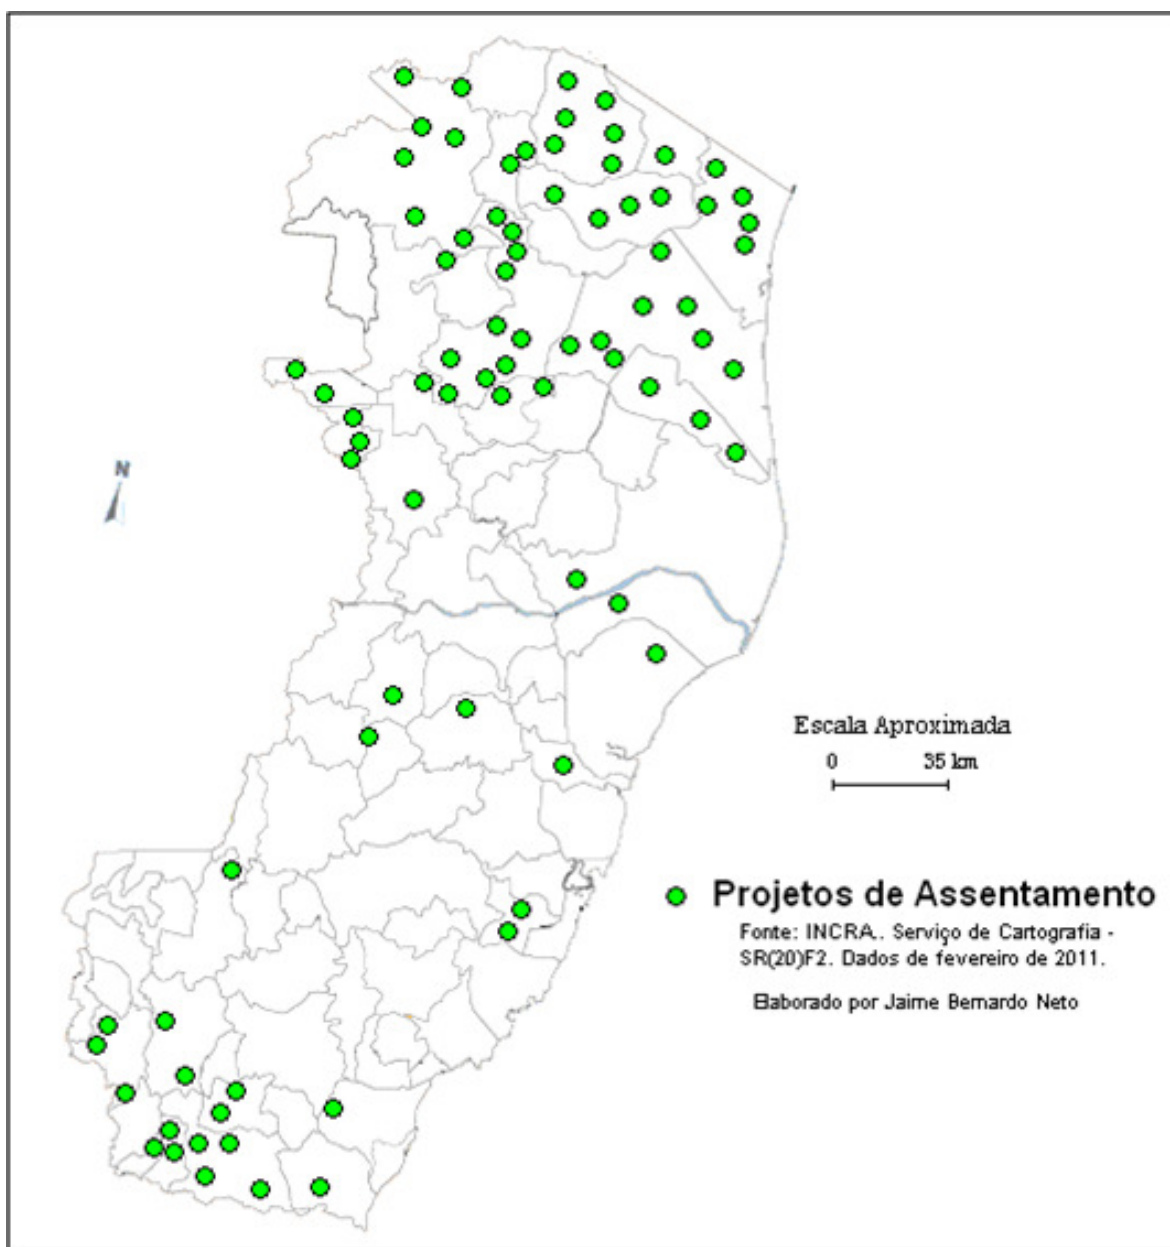 N
Escala Aproximada
0 35 km
Projetos de Assentamento
Fonte: INCRA.. Serviço de Cartografia -
SR(20)F2. Dados de fevereiro de 2011.
Elaborado por Jaime Bernardo Neto